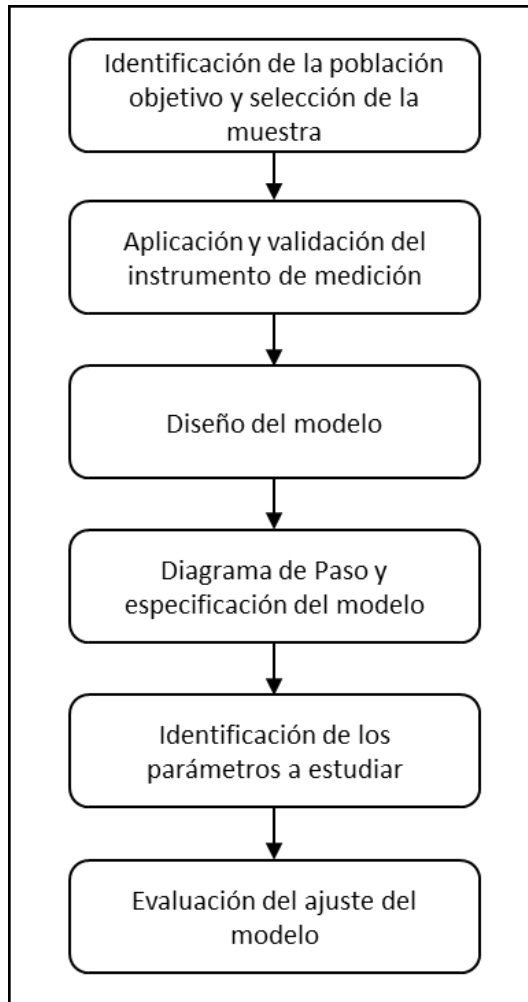 Identificación de la población
objetivo y selección de la
muestra
Aplicación y validación del
instrumento de medición
Diseño del modelo
Diagrama de Paso y
especificación del modelo
Identificación de los
parámetros a estudiar
Evaluación del ajuste del
modelo